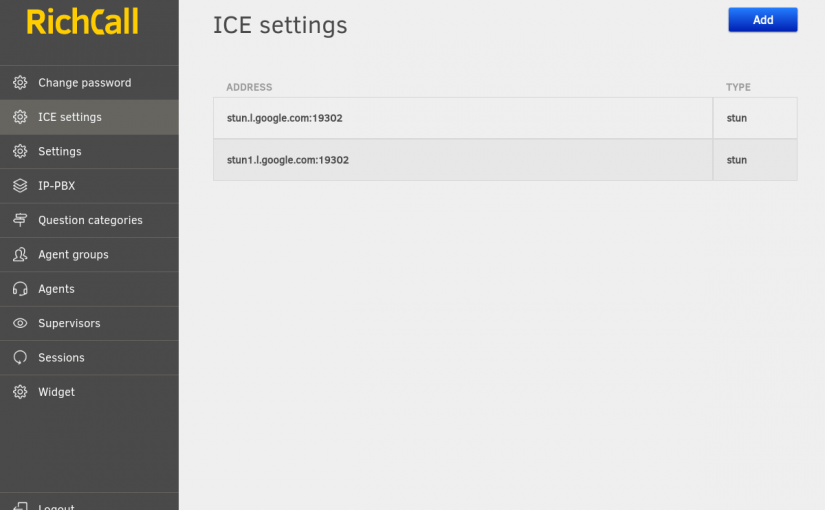 RichCall
Change password
ICE settings
Settings
IP-PBX
Question categories
Agent groups
Agents
Supervisors
Sessions
Widget
Logout
ICE settings
Add
ADDRESS TYPE
stun.l.google.com:19302 stun
stun1.l.google.com:19302 stun